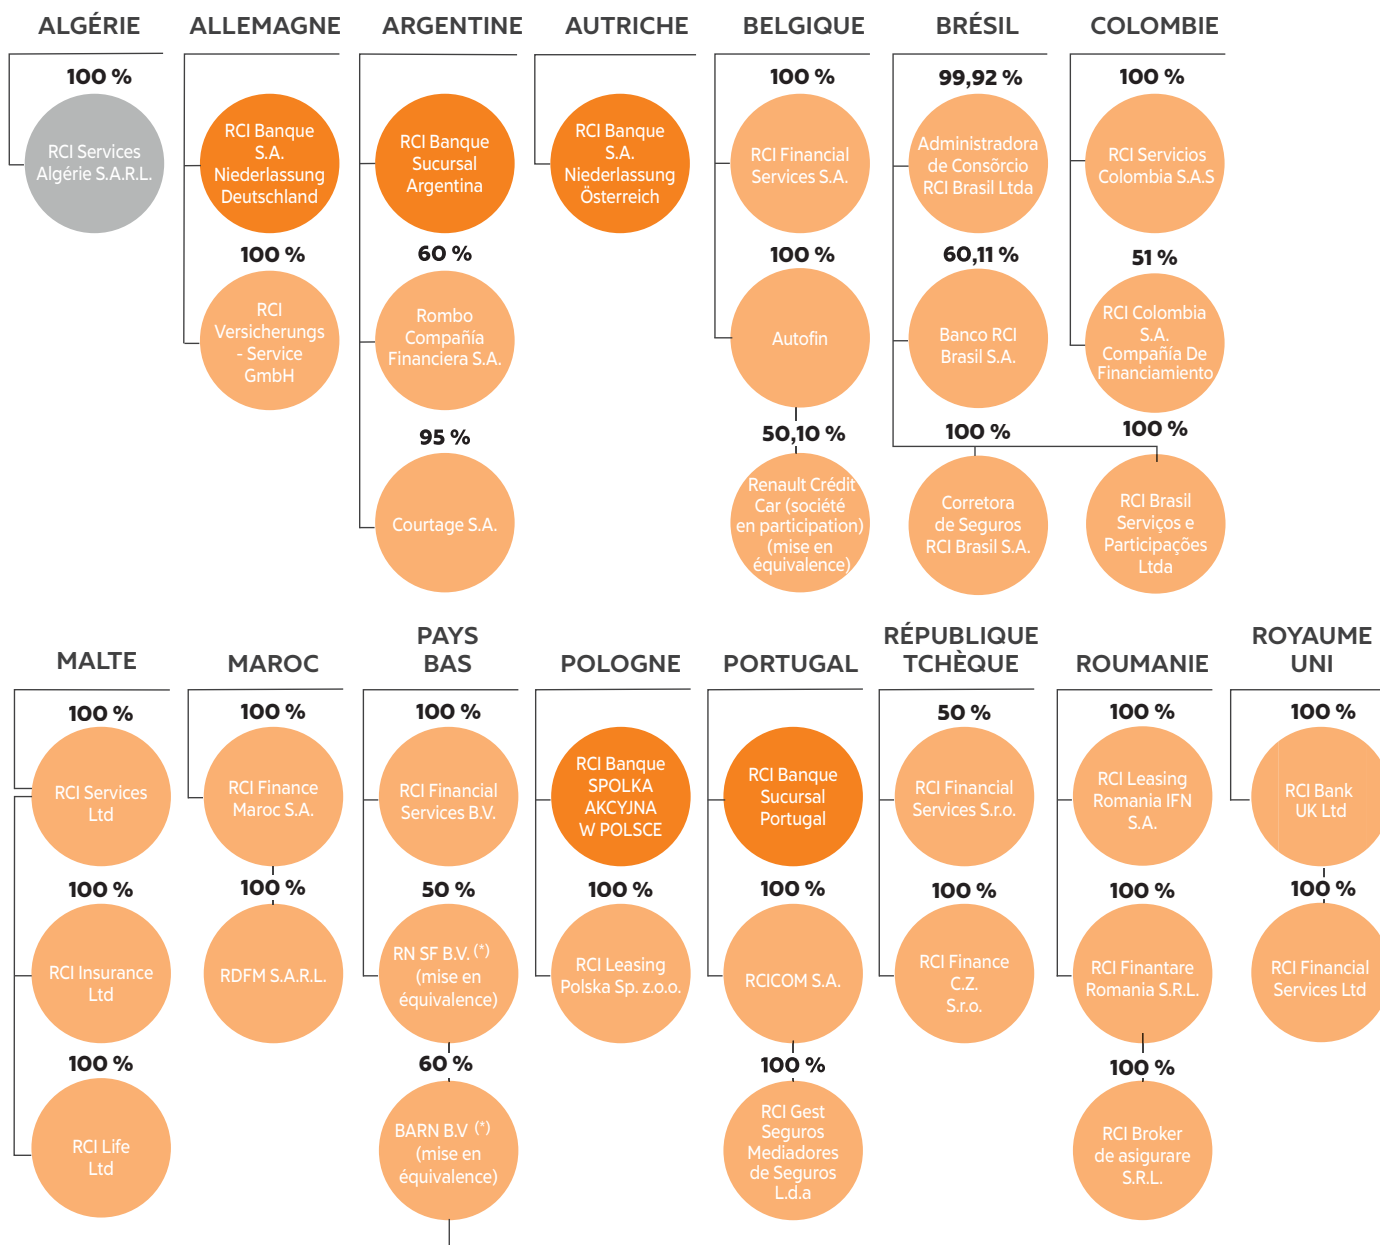 ALGÉRIE
100 %
RCI Services
Algérie S.A.R.L.
ALLEMAGNE
RCI Banque
S.A.
Niederlassung
Deutschland
100 %
RCI
Versicherungs
- Service
GmbH
ARGENTINE
RCI Banque
Sucursal
Argentina
60 %
Rombo
Compañía
Financiera S.A.
95 %
Courtage S.A.
AUTRICHE
RCI Banque
S.A.
Niederlassung
Österreich
BELGIQUE
100 %
RCI Financial
Services S.A.
100 %
Autofin
50,10 %
Renault Crédit
Car (société
en participation)
(mise en
équivalence)
BRÉSIL
99,92 %
Administradora
de Consõrcio
RCI Brasil Ltda
60,11 %
Banco RCI
Brasil S.A.
100 %
Corretora
de Seguros
RCI Brasil S.A.
100 %
RCI Brasil
Serviços e
Participações
Ltda
COLOMBIE
100 %
RCI Servicios
Colombia S.A.S
51 %
RCI Colombia
S.A.
Compañía De
Financiamiento
MALTE
100 %
RCI Services
Ltd
100 %
RCI Insurance
Ltd
100 %
RCI Life
Ltd
MAROC
100 %
RCI Finance
Maroc S.A.
100 %
RDFM S.A.R.L.
PAYS
BAS
100 %
RCI Financial
Services B.V.
50 %
RN SF B.V. (*)
(mise en
équivalence)
60 %
BARN B.V (*)
(mise en
équivalence)
POLOGNE
RCI Banque
SPOLKA
AKCYJNA
W POLSCE
100 %
RCI Leasing
Polska Sp. z.o.o.
PORTUGAL
RCI Banque
Sucursal
Portugal
100 %
RCICOM S.A.
100 %
RCI Gest
Seguros
Mediadores
de Seguros
L.d.a
RÉPUBLIQUE
TCHÈQUE
50 %
RCI Financial
Services S.r.o.
100 %
RCI Finance
C.Z.
S.r.o.
ROUMANIE
100 %
RCI Leasing
Romania IFN
S.A.
100 %
RCI Finantare
Romania S.R.L.
100 %
RCI Broker
de asigurare
S.R.L.
ROYAUME
UNI
100 %
RCI Bank
UK Ltd
100 %
RCI Financial
Services Ltd